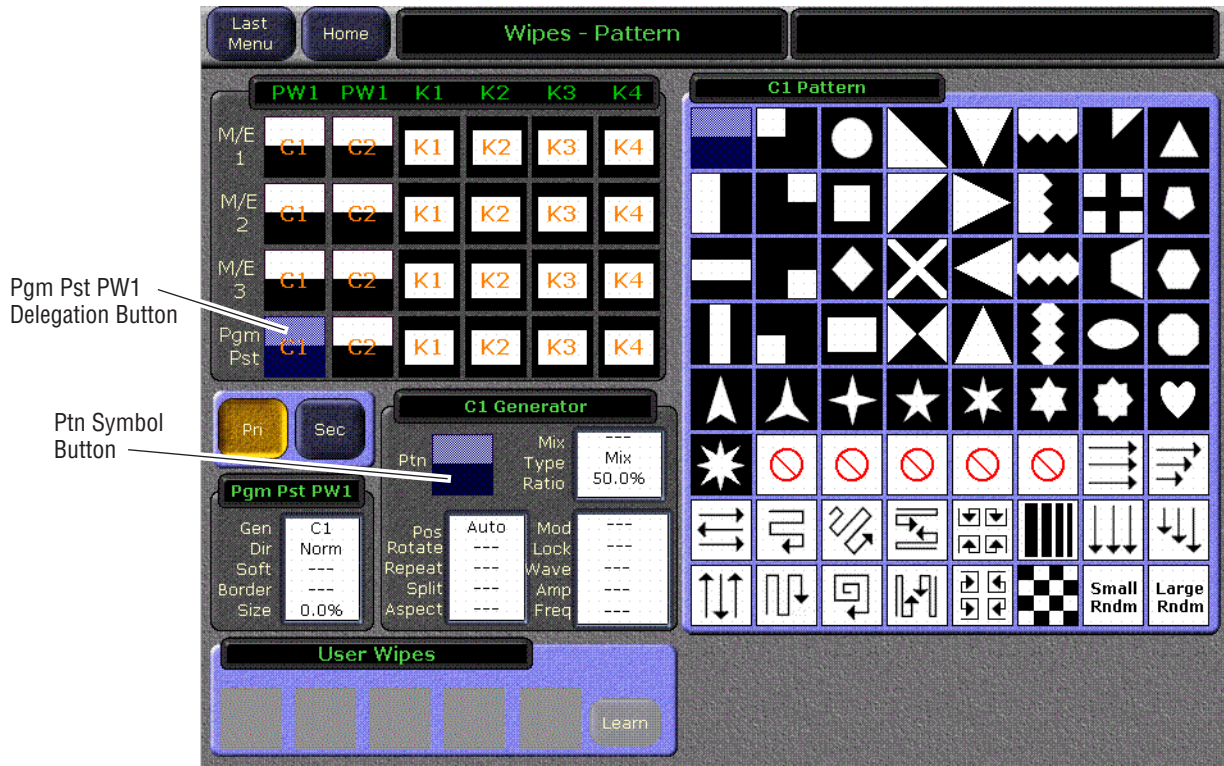 Last Menu
Home
Wipes - Pattern
PW1 PW1 K1 K2 K3 K4
M/E 1
C1 C2 K1 K2 K3 K4
M/E 2
C1 C2 K1 K2 K3 K4
M/E 3
C1 C2 K1 K2 K3 K4
Pgm Pst
C1 C2 K1 K2 K3 K4
Pgm Pst PW1
Delegation Button
Ptn Symbol
Button
Pri
Sec
C1 Generator
Ptn
Mix ---
Type Mix
Ratio 50.0%
Pgm Pst PW1
Gen C1
Dir Norm
Soft ---
Border ---
Size 0.0%
Pos Auto
Rotate ---
Repeat ---
Split ---
Aspect ---
Mod ---
Lock ---
Wave ---
Amp ---
Freq ---
User Wipes
Learn
C1 Pattern
Small Rndm
Large Rndm